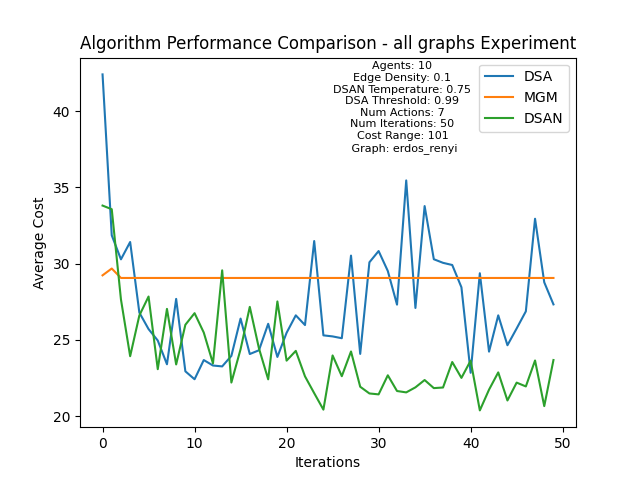 Algorithm Performance Comparison - all graphs Experiment
Agents: 10
Edge Density: 0.1
DSAN Temperature: 0.75
DSA Threshold: 0.99
Num Actions: 7
Num Iterations: 50
Cost Range: 101
Graph: erdos_renyi
DSA
MGM
DSAN
Average Cost
40
35
30
25
20
0
10
20
30
40
50
Iterations